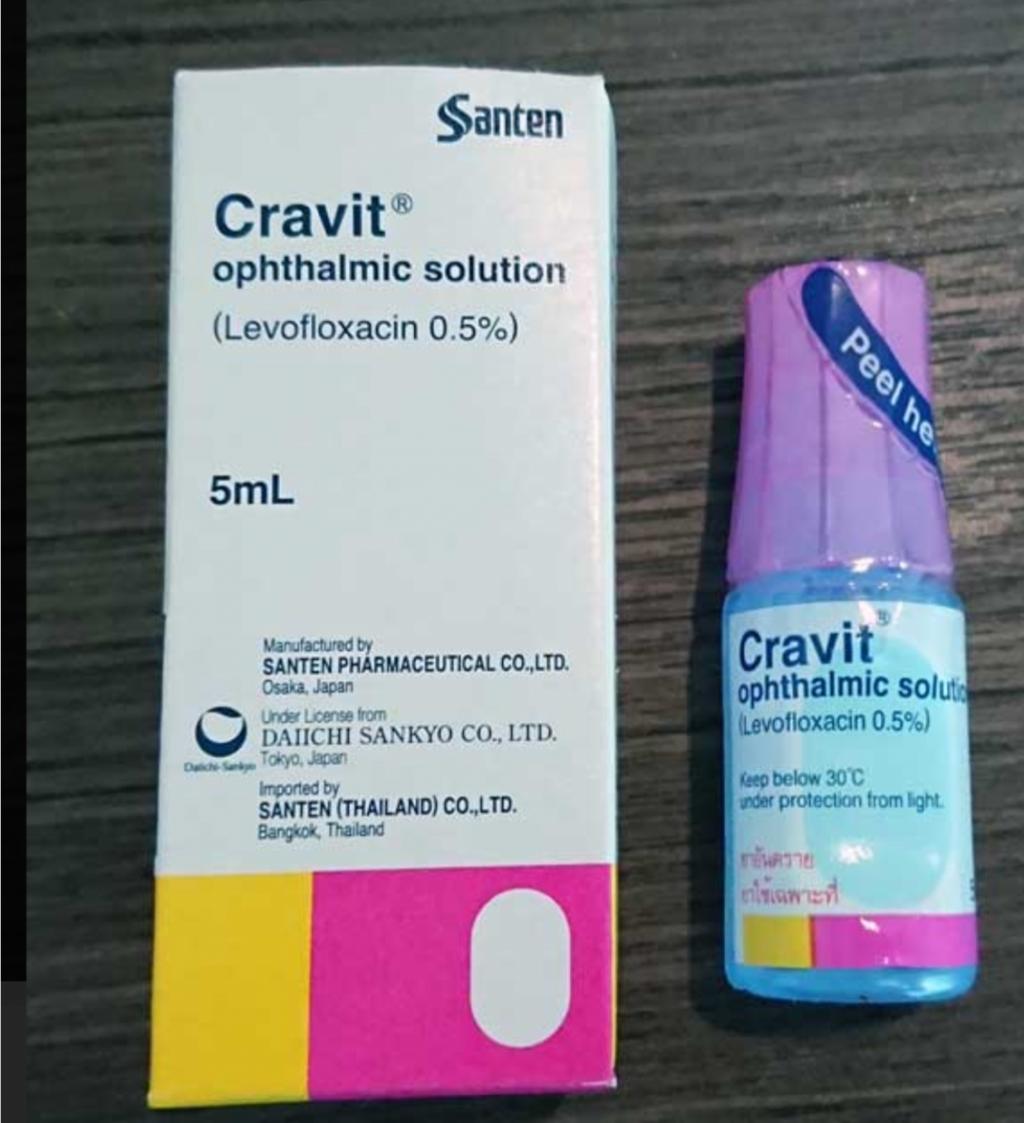 Santen
Cravit®
ophthalmic solution
(Levofloxacin 0.5%)
5mL
Manufactured by
SANTEN PHARMACEUTICAL CO.,LTD.
Osaka, Japan
Under License from
DAIICHI SANKYO CO., LTD.
Tokyo, Japan
Daiichi-Sankyo
Imported by
SANTEN (THAILAND) CO.,LTD.
Bangkok, Thailand
Peel he
Cravit®
ophthalmic solutio
(Levofloxacin 0.5%)
Keep below 30℃
under protection from light.
ยาอันตราย
ยาใช้เฉพาะที่